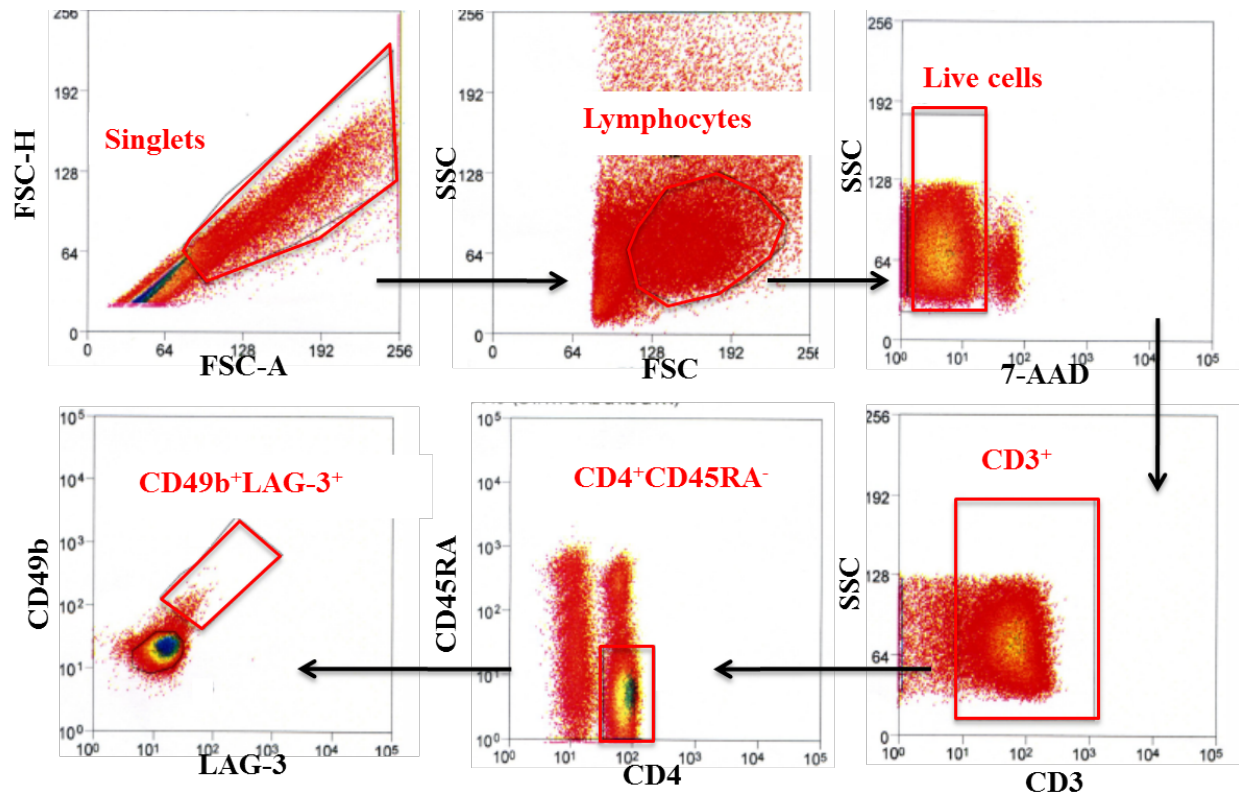 256
192
Singlets
FSC-H
128
64
0
0 64 128 192 256
FSC-A
256
192
Lymphocytes
SSC
128
64
0
0 64 128 192
FSC
256
Live cells
192
SSC
128
64
0
10⁰ 10¹ 10² 10³ 10⁴ 10⁵
7-AAD
10⁵
CD49b⁺LAG-3⁺
10⁴
10³
CD49b
10²
10¹
10⁰
10⁰ 10¹ 10² 10³ 10⁴ 10⁵
LAG-3
10⁵
CD4⁺CD45RA⁻
10⁴
10³
CD45RA
10²
10¹
10⁰
10⁰ 10¹ 10² 10³ 10⁴ 10⁵
CD4
256
CD3⁺
192
SSC
128
64
0
10⁰ 10¹ 10² 10³ 10⁴ 10⁵
CD3